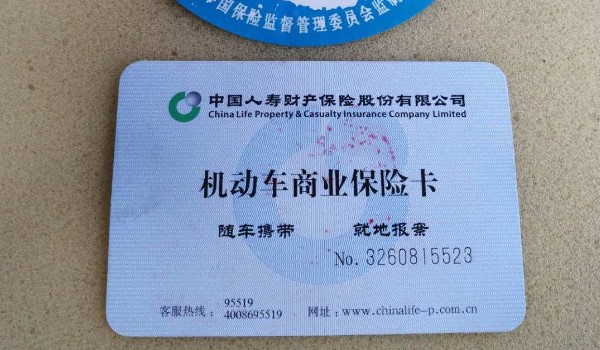 中国保险监督管理委员会监制
中国人寿财产保险股份有限公司
China Life Property & Casualty Insurance Company Limited
机动车商业保险卡
随车携带 就地报案
No. 3260815523
客服热线: 95519
4008695519
网址: www.chinalife-p.com.cn